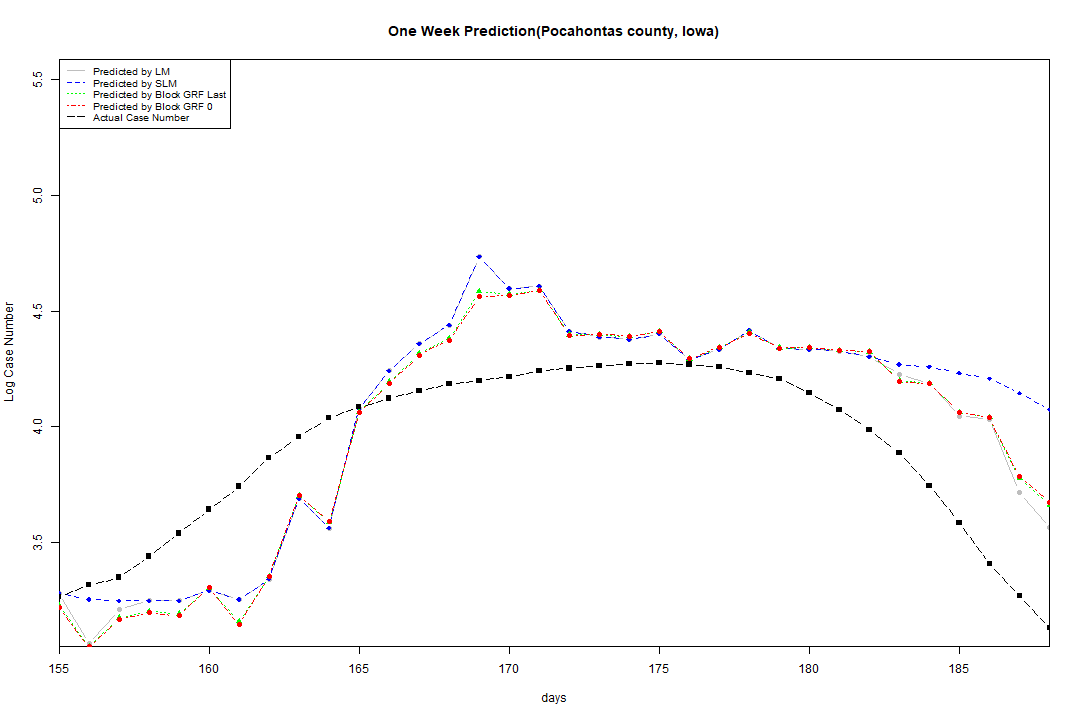 One Week Prediction(Pocahontas county, Iowa)
Predicted by LM
Predicted by SLM
Predicted by Block GRF Last
Predicted by Block GRF 0
Actual Case Number
5.5
5.0
4.5
4.0
3.5
Log Case Number
155 160 165 170 175 180 185
days